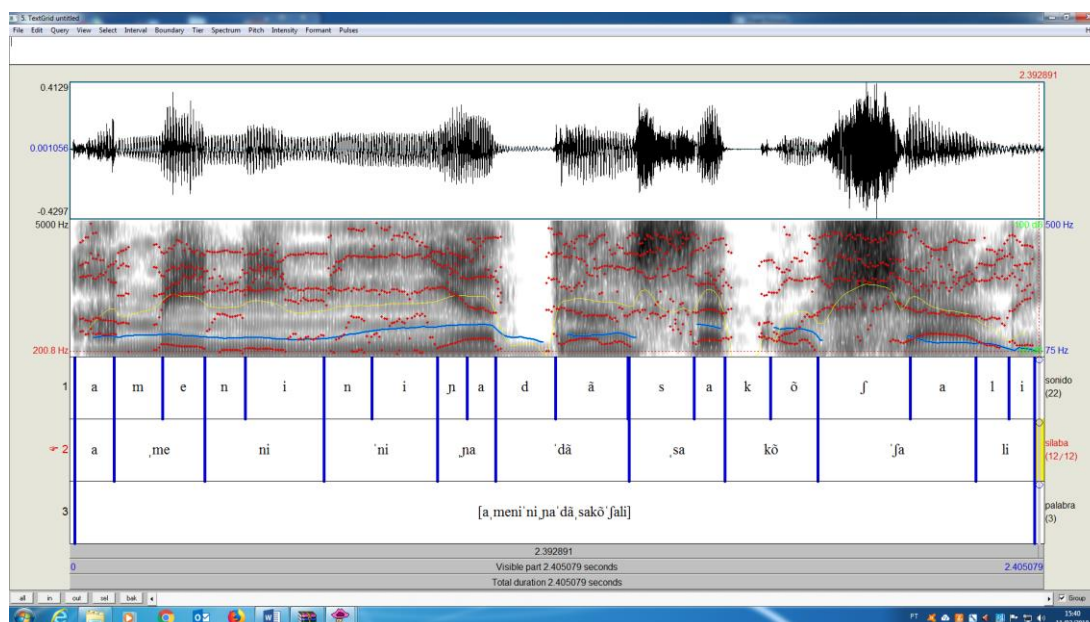 5. TextGrid untitled
File Edit Query View Select Interval Boundary Tier Spectrum Pitch Intensity Formant Pulses
2.392891
0.4129
0.001056
-0.4297
5000 Hz
500 Hz
200.8 Hz
75 Hz
1 a m e n i n i ɲ a d ã s a k õ ʃ a l i sonido (22)
2 a ˌme ni ˈni ˌɲa ˈdã ˌsa kõ ˈʃa li sílaba (12/12)
3 [aˌmeniˈniˌɲaˈdãˌsakõˈʃali] palabra (3)
2.392891
0 Visible part 2.405079 seconds 2.405079
Total duration 2.405079 seconds
all in out sel bak Group
PT 15:40